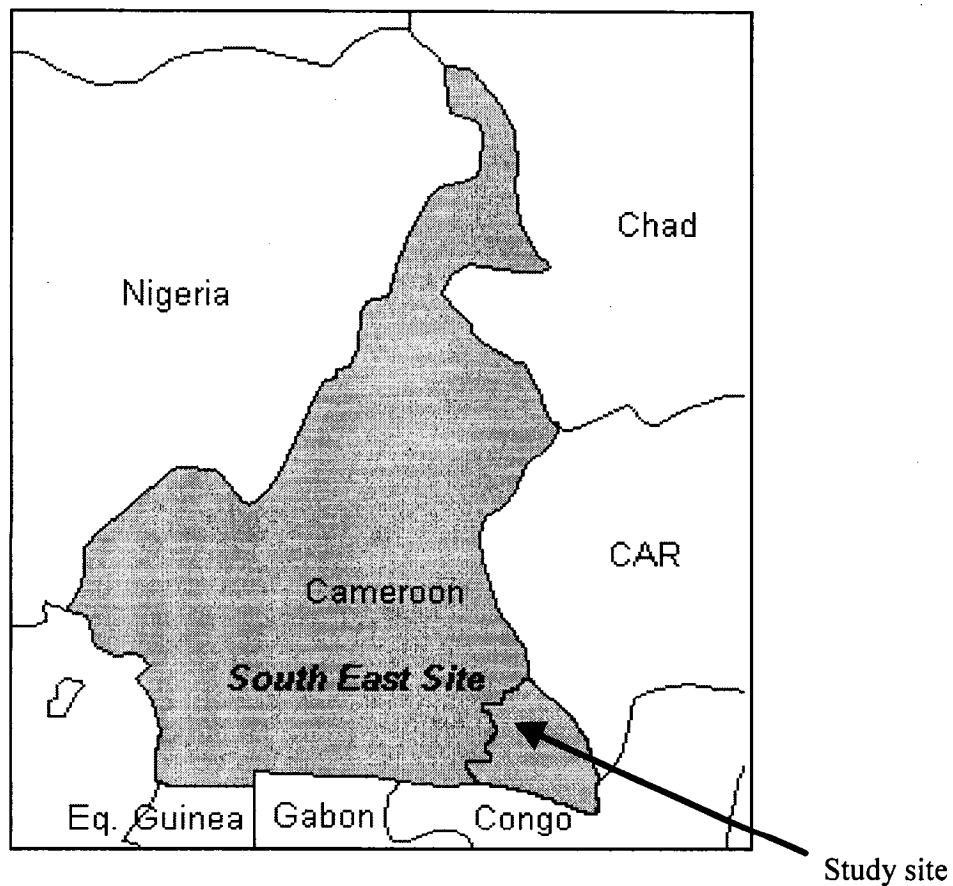 Chad
Nigeria
CAR
Cameroon
South East Site
Eq. Guinea
Gabon
Congo
Study site